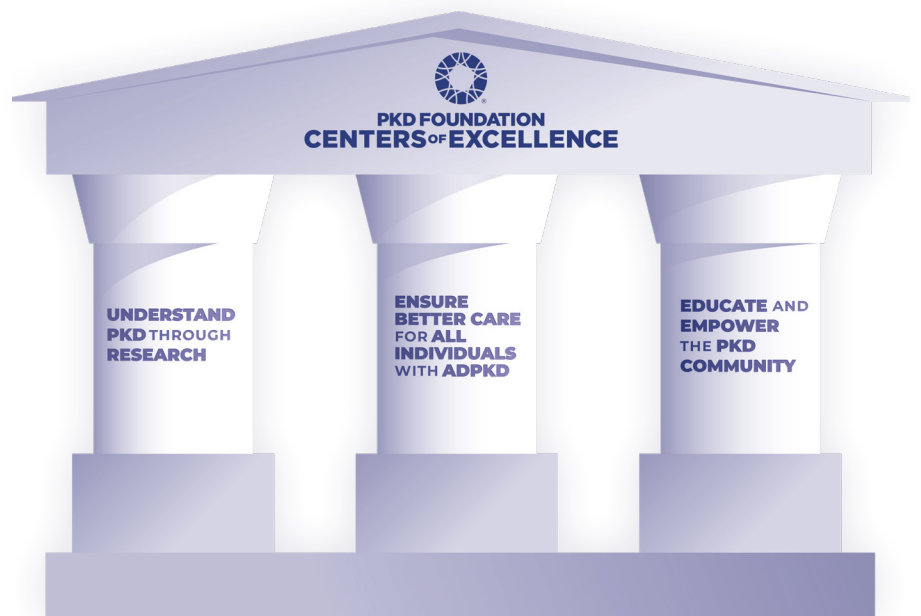 PKD FOUNDATION
CENTERS OF EXCELLENCE
UNDERSTAND
PKD THROUGH
RESEARCH
ENSURE
BETTER CARE
FOR ALL
INDIVIDUALS
WITH ADPKD
EDUCATE AND
EMPOWER
THE PKD
COMMUNITY